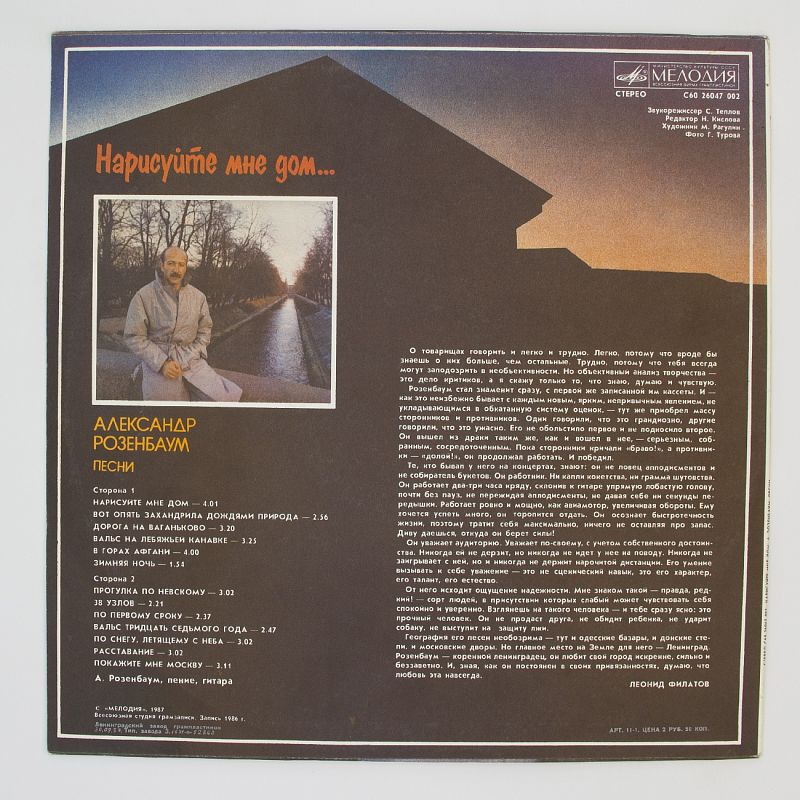 МИНИСТЕРСТВО КУЛЬТУРЫ СССР
МЕЛОДИЯ
ВСЕСОЮЗНАЯ ФИРМА ГРАМПЛАСТИНОК
СТЕРЕО С60 26047 002
Звукорежиссер С. Теплов
Редактор Н. Кислова
Художник М. Рагулин
Фото Г. Турова
Нарисуйте мне дом...
АЛЕКСАНДР
РОЗЕНБАУМ
ПЕСНИ
Сторона 1
НАРИСУЙТЕ МНЕ ДОМ — 4.01
ВОТ ОПЯТЬ ЗАХАНДРИЛА ДОЖДЯМИ ПРИРОДА — 2.56
ДОРОГА НА ВАГАНЬКОВО — 3.20
ВАЛЬС НА ЛЕБЯЖЬЕЙ КАНАВКЕ — 3.25
В ГОРАХ АФГАНИ — 4.00
ЗИМНЯЯ НОЧЬ — 1.54
Сторона 2
ПРОГУЛКА ПО НЕВСКОМУ — 3.02
38 УЗЛОВ — 2.21
ПО ПЕРВОМУ СРОКУ — 2.37
ВАЛЬС ТРИДЦАТЬ СЕДЬМОГО ГОДА — 2.47
ПО СНЕГУ, ЛЕТЯЩЕМУ С НЕБА — 3.02
РАССТАВАНИЕ — 3.02
ПОКАЖИТЕ МНЕ МОСКВУ — 3.11
А. Розенбаум, пение, гитара
С «МЕЛОДИЯ», 1987
Всесоюзная студия грамзаписи. Запись 1986 г.
Ленинградский завод грампластинок
О товарищах говорить и легко и трудно. Легко, потому что вроде бы
знаешь о них больше, чем остальные. Трудно, потому что тебя всегда
могут заподозрить в необъективности. Но объективный анализ творчества —
это дело критиков, а я скажу только то, что знаю, думаю и чувствую.
Розенбаум стал знаменит сразу, с первой же записанной им кассеты. И —
как это неизбежно бывает с каждым новым, ярким, непривычным явлением, не
укладывающимся в обкатанную систему оценок, — тут же приобрел массу
сторонников и противников. Одни говорили, что это грандиозно, другие
говорили, что это ужасно. Его не обольстило первое и не подкосило второе.
Он вышел из драки таким же, как и вошел в нее, — серьезным, соб-
ранным, сосредоточенным. Пока сторонники кричали «браво!», а противни-
ки — «долой!», он продолжал работать. И победил.
Те, кто бывал у него на концертах, знают: он не ловец апплодисментов и
не собиратель букетов. Он работник. Ни капли кокетства, ни грамма шутовства.
Он работает два-три часа кряду, склонив к гитаре упрямую лобастую голову,
почти без пауз, не пережидая апплодисменты, не давая себе ни секунды пе-
редышки. Работает ровно и мощно, как авиамотор, увеличивая обороты. Ему
хочется успеть много, он торопится отдать. Он осознает быстротечность
жизни, поэтому тратит себя максимально, ничего не оставляя про запас.
Диву даешься, откуда он берет силы!
Он уважает аудиторию. Уважает по-своему, с учетом собственного достоин-
ства. Никогда ей не дерзит, но никогда не идет у нее на поводу. Никогда не
заигрывает с ней, но и никогда не держит нарочитой дистанции. Его умение
вызывать к себе уважение — это не сценический навык, это его характер,
его талант, его естество.
От него исходит ощущение надежности. Мне знаком такой — правда, ред-
кий! — сорт людей, в присутствии которых слабый может чувствовать себя
спокойно и уверенно. Взглянешь на такого человека — и тебе сразу ясно: это
прочный человек. Он не продаст друга, не обидит ребенка, не ударит
собаку, не выступит на защиту лжи.
География его песен необозрима — тут и одесские базары, и донские сте-
пи, и московские дворы. Но главное место на Земле для него — Ленинград.
Розенбаум — коренной ленинградец, он любит свой город искренне, сильно и
беззаветно. И, зная, как он постоянен в своих привязанностях, думаю, что
любовь эта навсегда.
ЛЕОНИД ФИЛАТОВ
АРТ. 11-1. ЦЕНА 2 РУБ. 50 КОП.